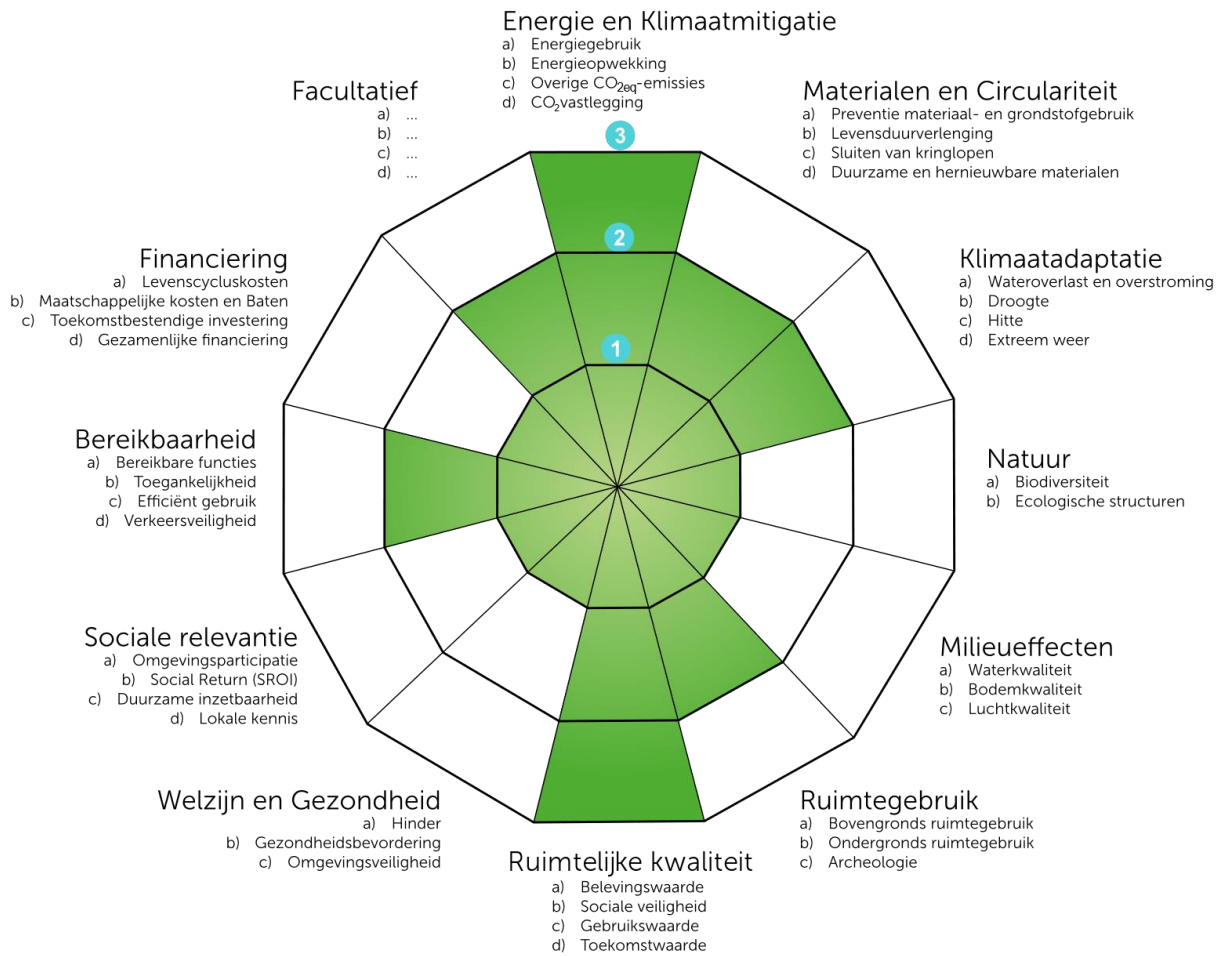 Energie en Klimaatmitigatie
a) Energiegebruik
b) Energieopwekking
c) Overige CO2eq-emissies
d) CO2vastlegging
Facultatief
a) ...
b) ...
c) ...
d) ...
Materialen en Circulariteit
a) Preventie materiaal- en grondstofgebruik
b) Levensduurverlenging
c) Sluiten van kringlopen
d) Duurzame en hernieuwbare materialen
3
2
1
Financiering
a) Levenscycluskosten
b) Maatschappelijke kosten en Baten
c) Toekomstbestendige investering
d) Gezamenlijke financiering
Klimaatadaptatie
a) Wateroverlast en overstroming
b) Droogte
c) Hitte
d) Extreem weer
Bereikbaarheid
a) Bereikbare functies
b) Toegankelijkheid
c) Efficiënt gebruik
d) Verkeersveiligheid
Natuur
a) Biodiversiteit
b) Ecologische structuren
Sociale relevantie
a) Omgevingsparticipatie
b) Social Return (SROI)
c) Duurzame inzetbaarheid
d) Lokale kennis
Milieueffecten
a) Waterkwaliteit
b) Bodemkwaliteit
c) Luchtkwaliteit
Welzijn en Gezondheid
a) Hinder
b) Gezondheidsbevordering
c) Omgevingsveiligheid
Ruimtegebruik
a) Bovengronds ruimtegebruik
b) Ondergronds ruimtegebruik
c) Archeologie
Ruimtelijke kwaliteit
a) Belevingswaarde
b) Sociale veiligheid
c) Gebruikswaarde
d) Toekomstwaarde